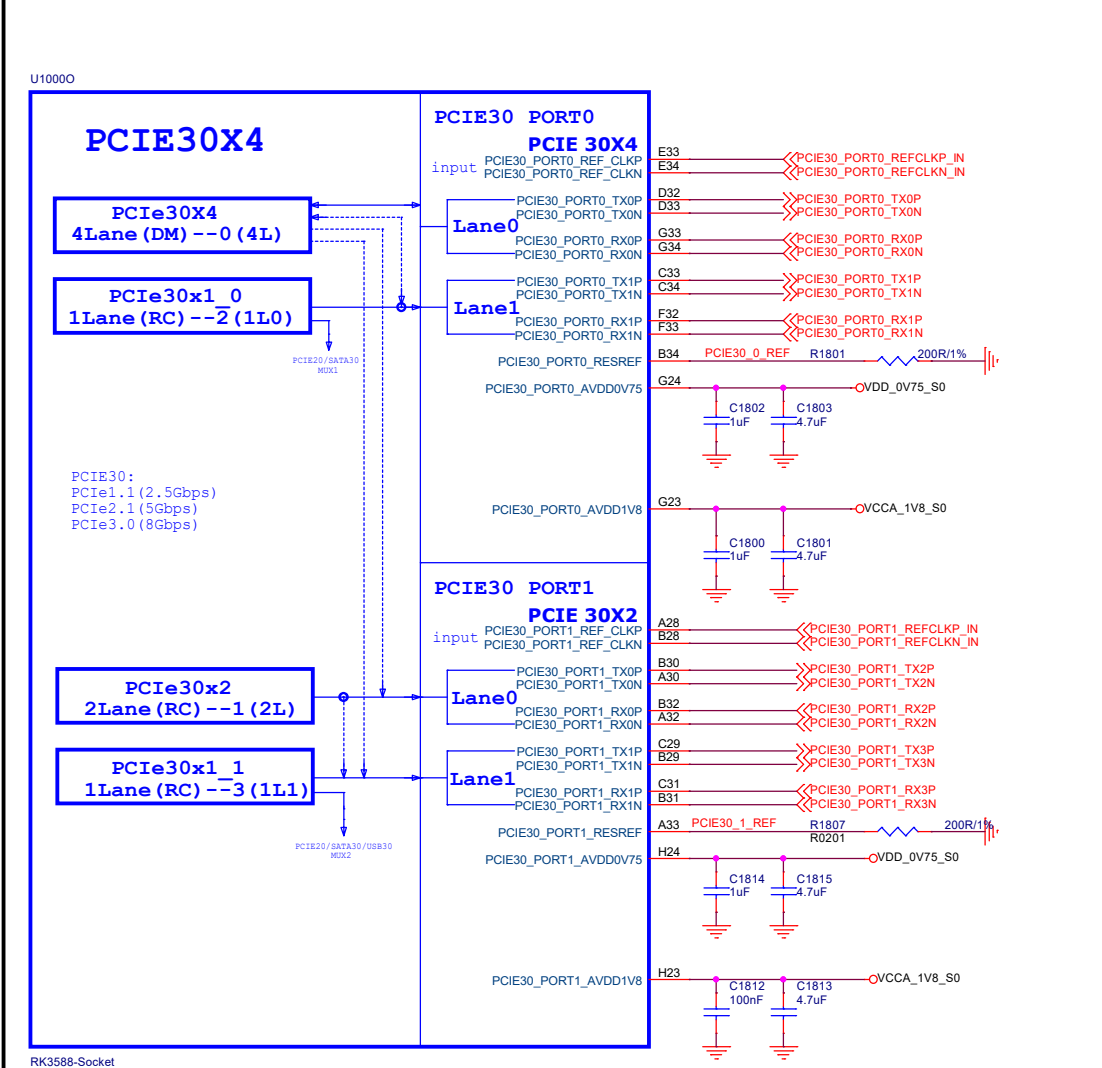 U1000O
PCIE30X4
PCIe30X4
4Lane(DM)--0(4L)
PCIe30x1_0
1Lane(RC)--2(1L0)
PCIE20/SATA30
MUX1
PCIE30:
PCIe1.1(2.5Gbps)
PCIe2.1(5Gbps)
PCIe3.0(8Gbps)
PCIe30x2
2Lane(RC)--1(2L)
PCIe30x1_1
1Lane(RC)--3(1L1)
PCIE20/SATA30/USB30
MUX2
PCIE30 PORT0
PCIE 30X4
input
PCIE30_PORT0_REF_CLKP E33 PCIE30_PORT0_REFCLKP_IN
PCIE30_PORT0_REF_CLKN E34 PCIE30_PORT0_REFCLKN_IN
Lane0
PCIE30_PORT0_TX0P D32 PCIE30_PORT0_TX0P
PCIE30_PORT0_TX0N D33 PCIE30_PORT0_TX0N
PCIE30_PORT0_RX0P G33 PCIE30_PORT0_RX0P
PCIE30_PORT0_RX0N G34 PCIE30_PORT0_RX0N
Lane1
PCIE30_PORT0_TX1P C33 PCIE30_PORT0_TX1P
PCIE30_PORT0_TX1N C34 PCIE30_PORT0_TX1N
PCIE30_PORT0_RX1P F32 PCIE30_PORT0_RX1P
PCIE30_PORT0_RX1N F33 PCIE30_PORT0_RX1N
PCIE30_PORT0_RESREF B34 PCIE30_0_REF R1801 200R/1%
PCIE30_PORT0_AVDD0V75 G24 VDD_0V75_S0
C1802 C1803
1uF 4.7uF
PCIE30_PORT0_AVDD1V8 G23 VCCA_1V8_S0
C1800 C1801
1uF 4.7uF
PCIE30 PORT1
PCIE 30X2
input
PCIE30_PORT1_REF_CLKP A28 PCIE30_PORT1_REFCLKP_IN
PCIE30_PORT1_REF_CLKN B28 PCIE30_PORT1_REFCLKN_IN
Lane0
PCIE30_PORT1_TX0P B30 PCIE30_PORT1_TX2P
PCIE30_PORT1_TX0N A30 PCIE30_PORT1_TX2N
PCIE30_PORT1_RX0P B32 PCIE30_PORT1_RX2P
PCIE30_PORT1_RX0N A32 PCIE30_PORT1_RX2N
Lane1
PCIE30_PORT1_TX1P C29 PCIE30_PORT1_TX3P
PCIE30_PORT1_TX1N B29 PCIE30_PORT1_TX3N
PCIE30_PORT1_RX1P C31 PCIE30_PORT1_RX3P
PCIE30_PORT1_RX1N B31 PCIE30_PORT1_RX3N
PCIE30_PORT1_RESREF A33 PCIE30_1_REF R1807 200R/1%
R0201
PCIE30_PORT1_AVDD0V75 H24 VDD_0V75_S0
C1814 C1815
1uF 4.7uF
PCIE30_PORT1_AVDD1V8 H23 VCCA_1V8_S0
C1812 C1813
100nF 4.7uF
RK3588-Socket